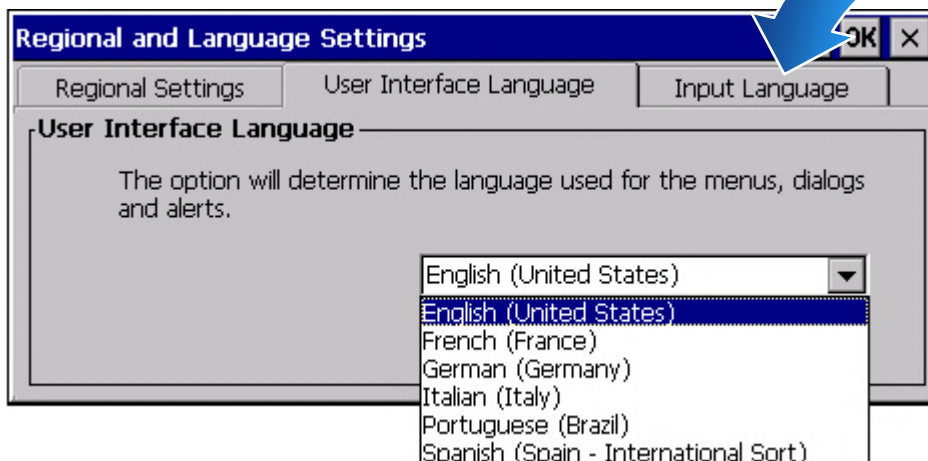 Regional and Language Settings OK ×
Regional Settings User Interface Language Input Language
User Interface Language
The option will determine the language used for the menus, dialogs
and alerts.
English (United States)
English (United States)
French (France)
German (Germany)
Italian (Italy)
Portuguese (Brazil)
Spanish (Spain - International Sort)